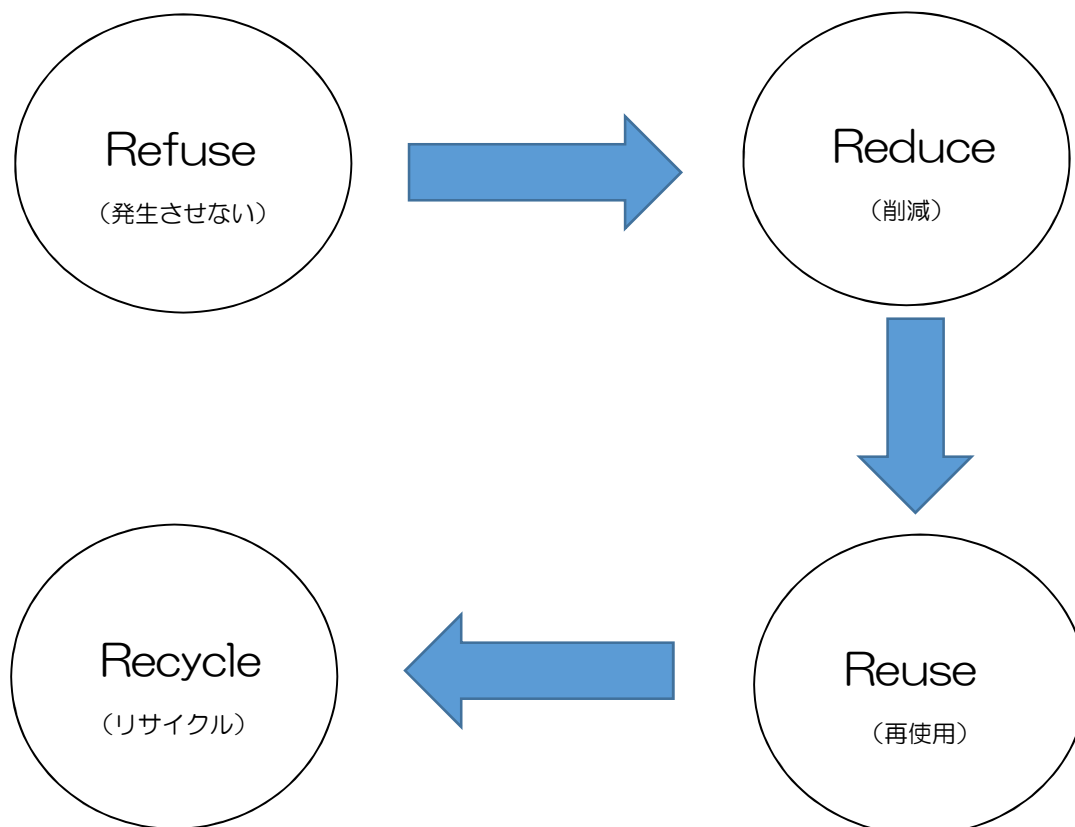 Refuse
（発生させない）
Reduce
（削減）
Reuse
（再使用）
Recycle
（リサイクル）